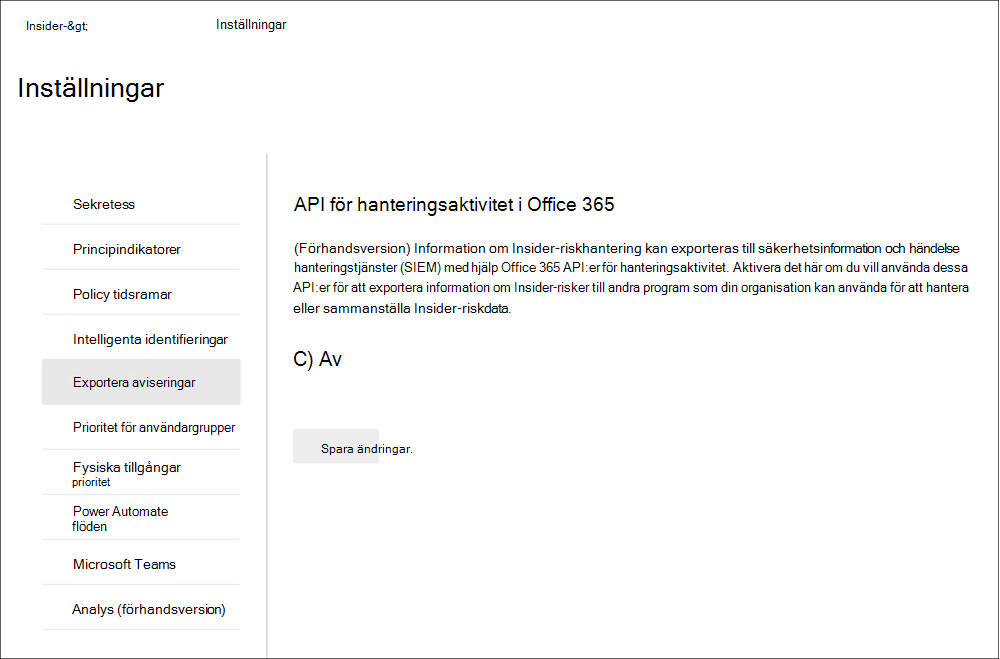 Insider-&gt; Inställningar
Inställningar
Sekretess
Principindikatorer
Policy tidsramar
Intelligenta identifieringar
Exportera aviseringar
Prioritet för användargrupper
Fysiska tillgångar
prioritet
Power Automate
flöden
Microsoft Teams
Analys (förhandsversion)
API för hanteringsaktivitet i Office 365
(Förhandsversion) Information om Insider-riskhantering kan exporteras till säkerhetsinformation och händelse
hanteringstjänster (SIEM) med hjälp Office 365 API:er för hanteringsaktivitet. Aktivera det här om du vill använda dessa
API:er för att exportera information om Insider-risker till andra program som din organisation kan använda för att hantera
eller sammanställa Insider-riskdata.
C) Av
Spara ändringar.